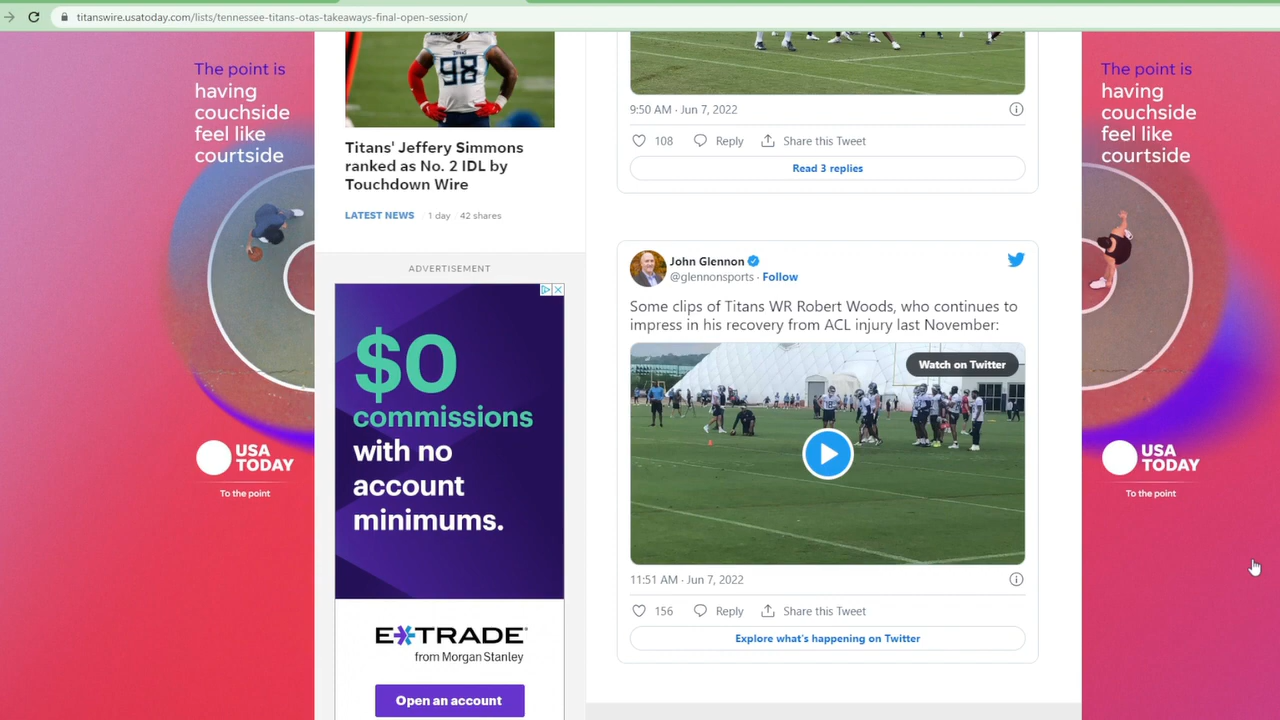 titanswire.usatoday.com/lists/tennessee-titans-otas-takeaways-final-open-session/
The point is
having
couchside
feel like
courtside
USA
TODAY
To the point
98
Titans' Jeffery Simmons
ranked as No. 2 IDL by
Touchdown Wire
LATEST NEWS 1 day 42 shares
ADVERTISEMENT
$0
commissions
with no
account
minimums.
E*TRADE
from Morgan Stanley
Open an account
9:50 AM · Jun 7, 2022
108 Reply Share this Tweet
Read 3 replies
John Glennon
@glennonsports · Follow
Some clips of Titans WR Robert Woods, who continues to
impress in his recovery from ACL injury last November:
Watch on Twitter
11:51 AM · Jun 7, 2022
156 Reply Share this Tweet
Explore what's happening on Twitter
The point is
having
couchside
feel like
courtside
USA
TODAY
To the point